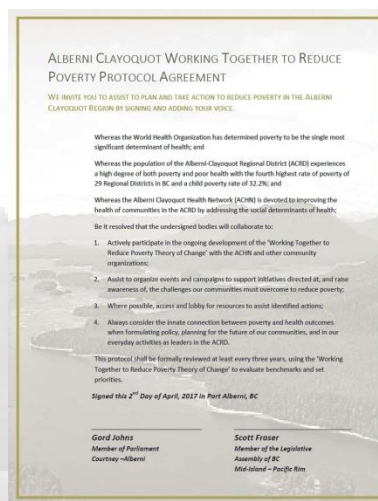 ALBERNI CLAYOQUOT WORKING TOGETHER TO REDUCE
POVERTY PROTOCOL AGREEMENT
WE INVITE YOU TO ASSIST TO PLAN AND TAKE ACTION TO REDUCE POVERTY IN THE ALBERNI
CLAYOQUOT REGION BY SIGNING AND ADDING YOUR VOICE.
Whereas the World Health Organization has determined poverty to be the single most
significant determinant of health; and
Whereas the population of the Alberni-Clayoquot Regional District (ACRD) experiences
a high degree of both poverty and poor health with the fourth highest rate of poverty of
29 Regional Districts in BC and a child poverty rate of 32.2%; and
Whereas the Alberni Clayoquot Health Network (ACHN) is devoted to improving the
health of communities in the ACRD by addressing the social determinants of health;
Be it resolved that the undersigned bodies will collaborate to:
1. Actively participate in the ongoing development of the 'Working Together to
Reduce Poverty Theory of Change' with the ACHN and other community
organizations;
2. Assist to organize events and campaigns to support initiatives directed at, and raise
awareness of, the challenges our communities must overcome to reduce poverty;
3. Where possible, access and lobby for resources to assist identified actions;
4. Always consider the innate connection between poverty and health outcomes
when formulating policy, planning for the future of our communities, and in our
everyday activities as leaders in the ACRD.
This protocol shall be formally reviewed at least every three years, using the 'Working
Together to Reduce Poverty Theory of Change' to evaluate benchmarks and set
priorities.
Signed this 2nd Day of April, 2017 in Port Alberni, BC
Gord Johns
Member of Parliament
Courtney –Alberni
Scott Fraser
Member of the Legislative
Assembly of BC
Mid-Island – Pacific Rim